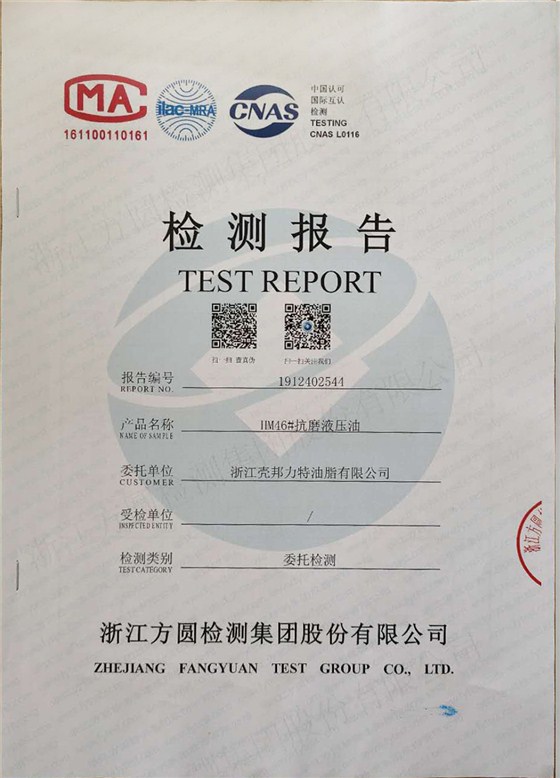 MA
161100110161
ilac-MRA
CNAS
中国认可
国际互认
检测
TESTING
CNAS L0116
检测报告
TEST REPORT
扫一扫 查真伪
扫一扫关注我们
报告编号 1912402544
REPORT NO.
产品名称 HM46#抗磨液压油
NAME OF SAMPLE
委托单位 浙江壳邦力特油脂有限公司
CUSTOMER
受检单位 /
INSPECTED ENTITY
检测类别 委托检测
TEST CATEGORY
浙江方圆
浙江方圆检测集团股份有限公司
ZHEJIANG FANGYUAN TEST GROUP CO., LTD.